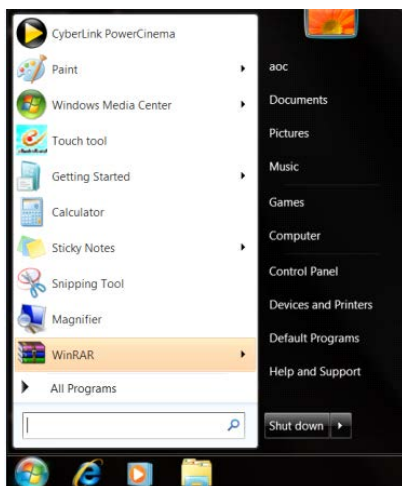 CyberLink PowerCinema
Paint
Windows Media Center
Touch tool
Getting Started
Calculator
Sticky Notes
Snipping Tool
Magnifier
WinRAR
All Programs
aoc
Documents
Pictures
Music
Games
Computer
Control Panel
Devices and Printers
Default Programs
Help and Support
Shut down